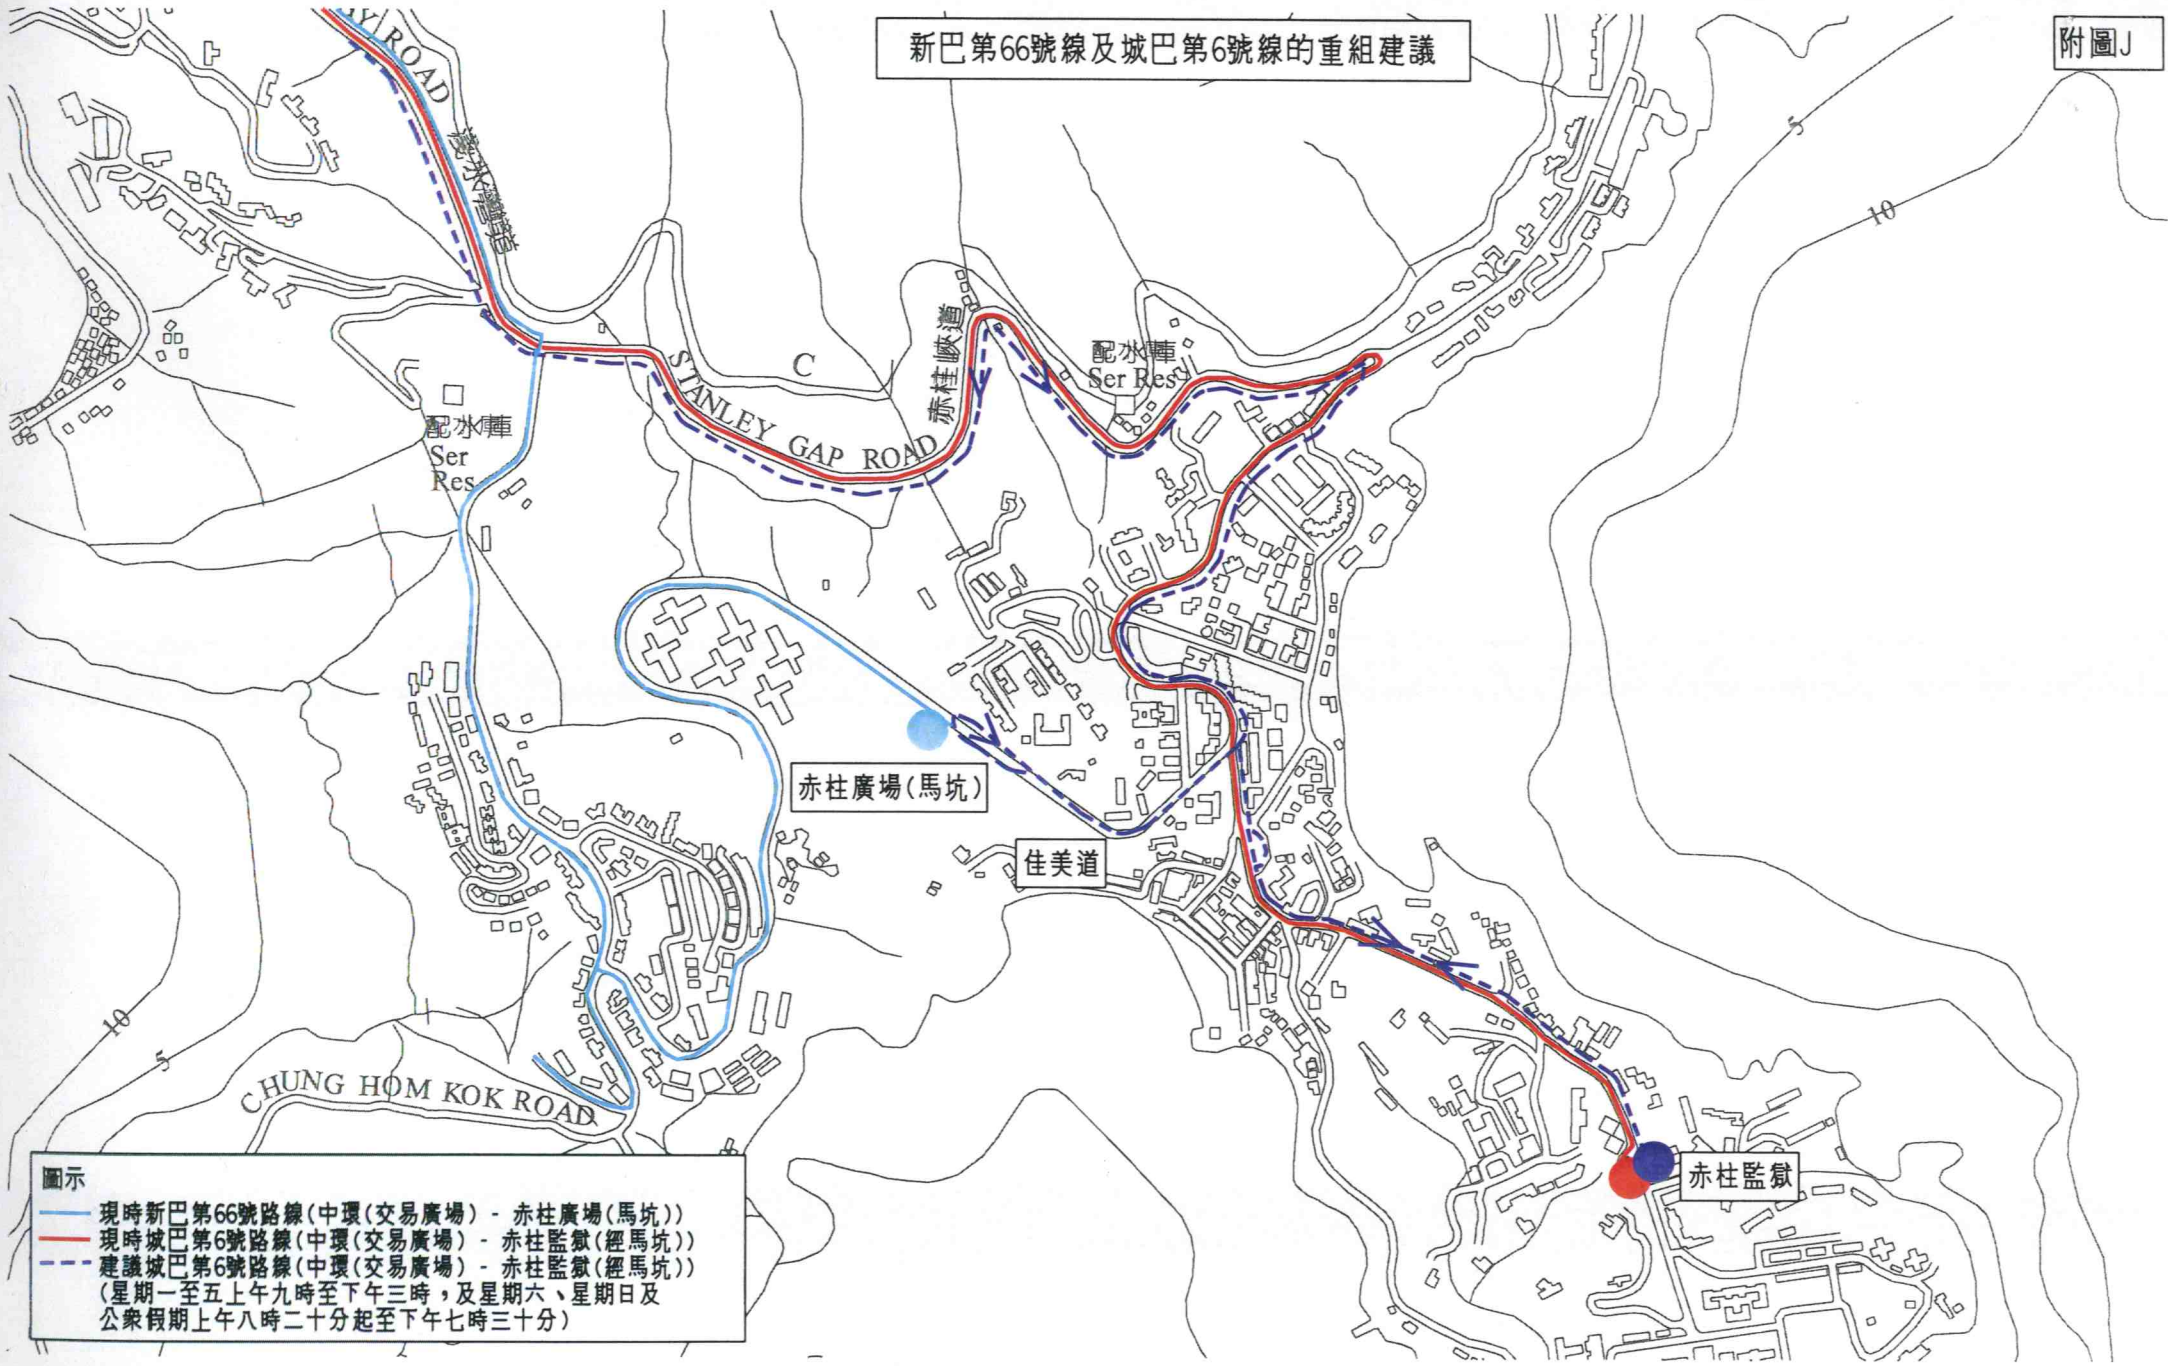 新巴第66號線及城巴第6號線的重組建議
附圖J
ROAD
淺水灣道
5
10
赤柱峽道
配水庫
Ser Res
C
STANLEY GAP ROAD
配水庫
Ser
Res
赤柱廣場(馬坑)
佳美道
10
5
CHUNG HOM KOK ROAD
赤柱監獄
圖示
現時新巴第66號路線(中環(交易廣場) - 赤柱廣場(馬坑))
現時城巴第6號路線(中環(交易廣場) - 赤柱監獄(經馬坑))
建議城巴第6號路線(中環(交易廣場) - 赤柱監獄(經馬坑))
(星期一至五上午九時至下午三時，及星期六、星期日及
公眾假期上午八時二十分起至下午七時三十分)